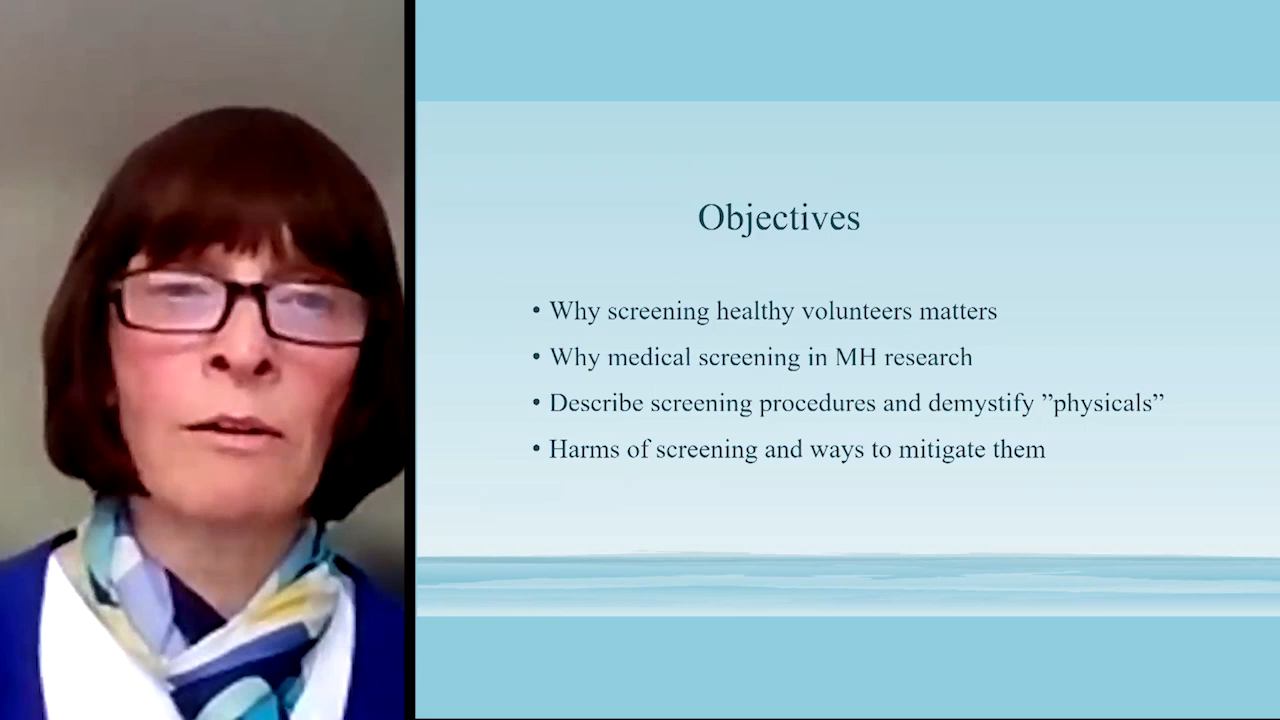 Objectives
• Why screening healthy volunteers matters
• Why medical screening in MH research
• Describe screening procedures and demystify ”physicals”
• Harms of screening and ways to mitigate them